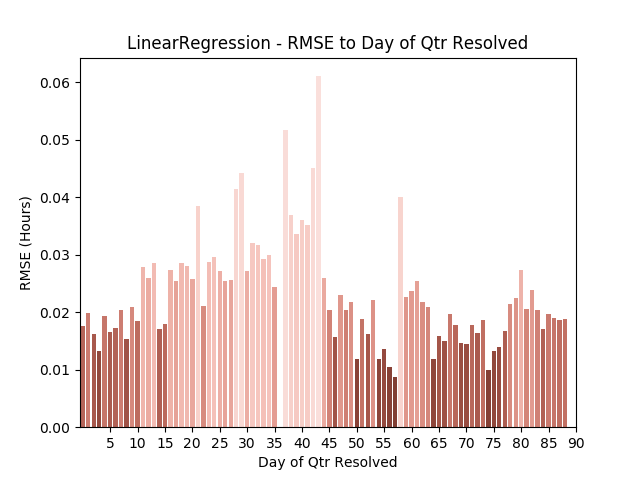 LinearRegression - RMSE to Day of Qtr Resolved
RMSE (Hours)
0.06
0.05
0.04
0.03
0.02
0.01
0.00
5 10 15 20 25 30 35 40 45 50 55 60 65 70 75 80 85 90
Day of Qtr Resolved